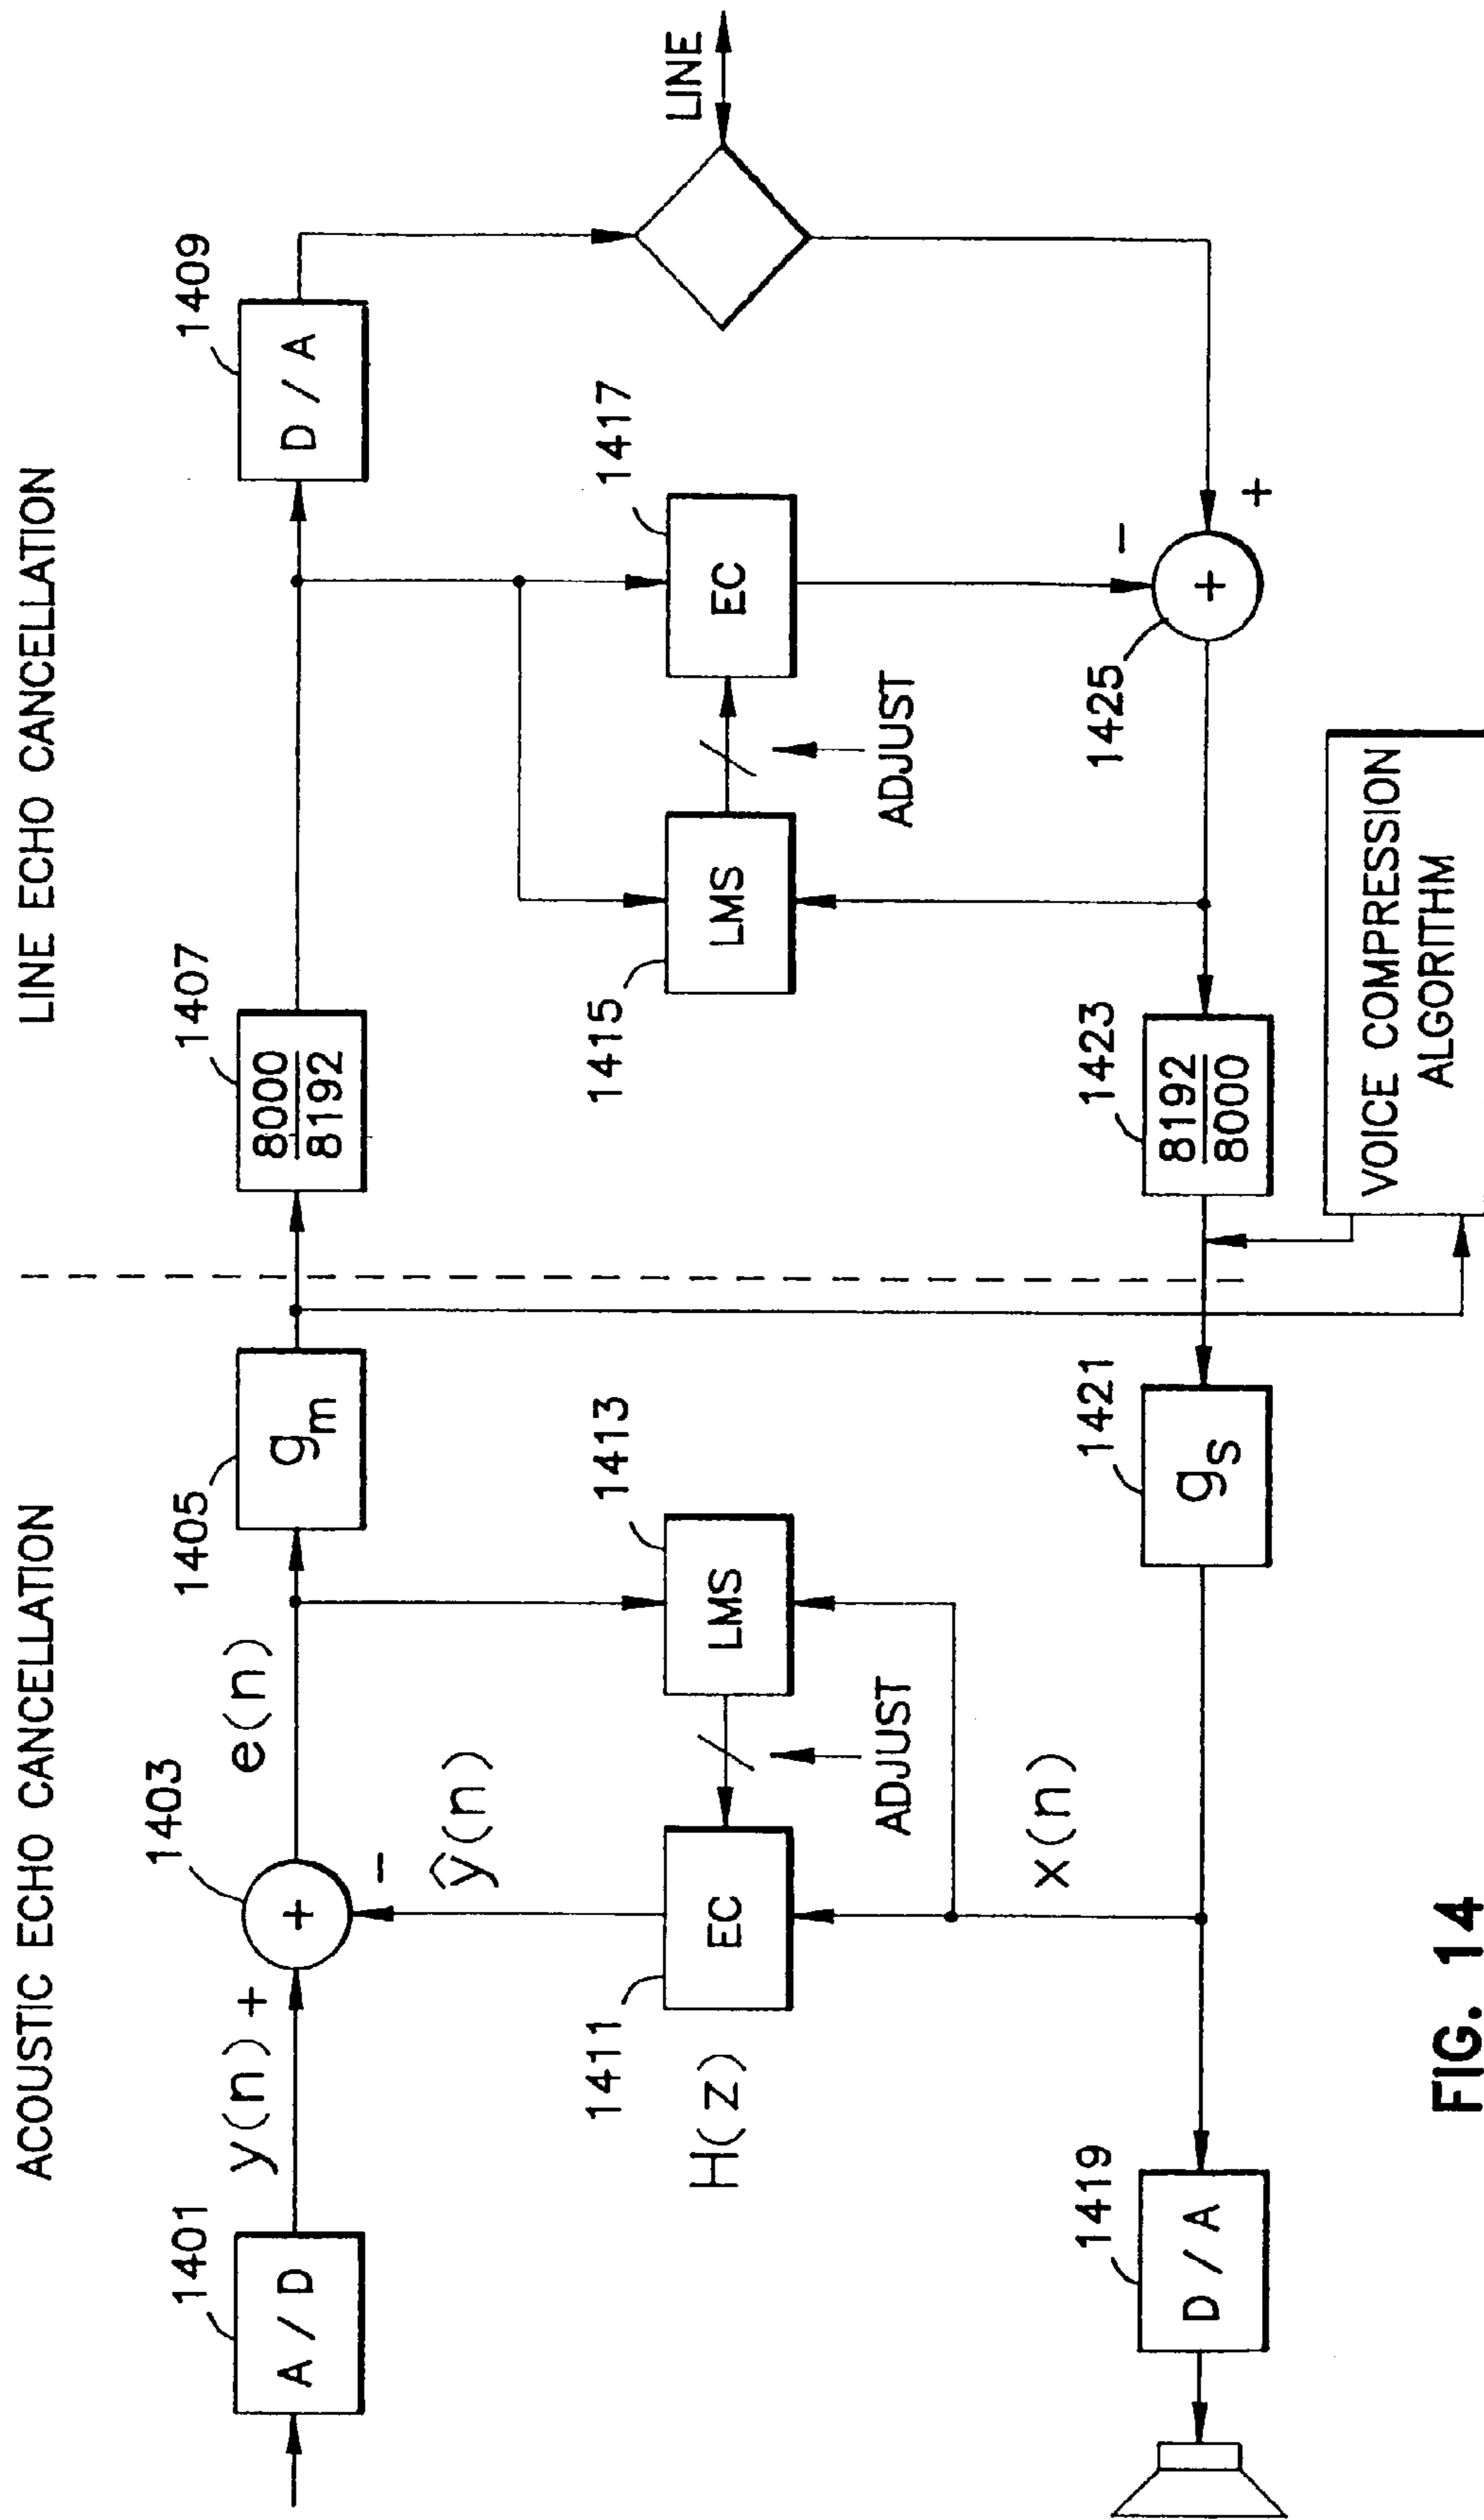 ACOUSTIC ECHO CANCELLATION
LINE ECHO CANCELLATION
1401
A / D
y(n) +
1403
+
-
e(n)
1405
gm
1407
8000
8192
1409
D / A
ŷ(n)
1411
H(z)
EC
1413
LMS
ADJUST
1415
LMS
1417
EC
ADJUST
LINE
x(n)
1419
D / A
1421
gs
1423
8192
8000
1425
+
-
+
VOICE COMPRESSION
ALGORITHM
FIG. 14